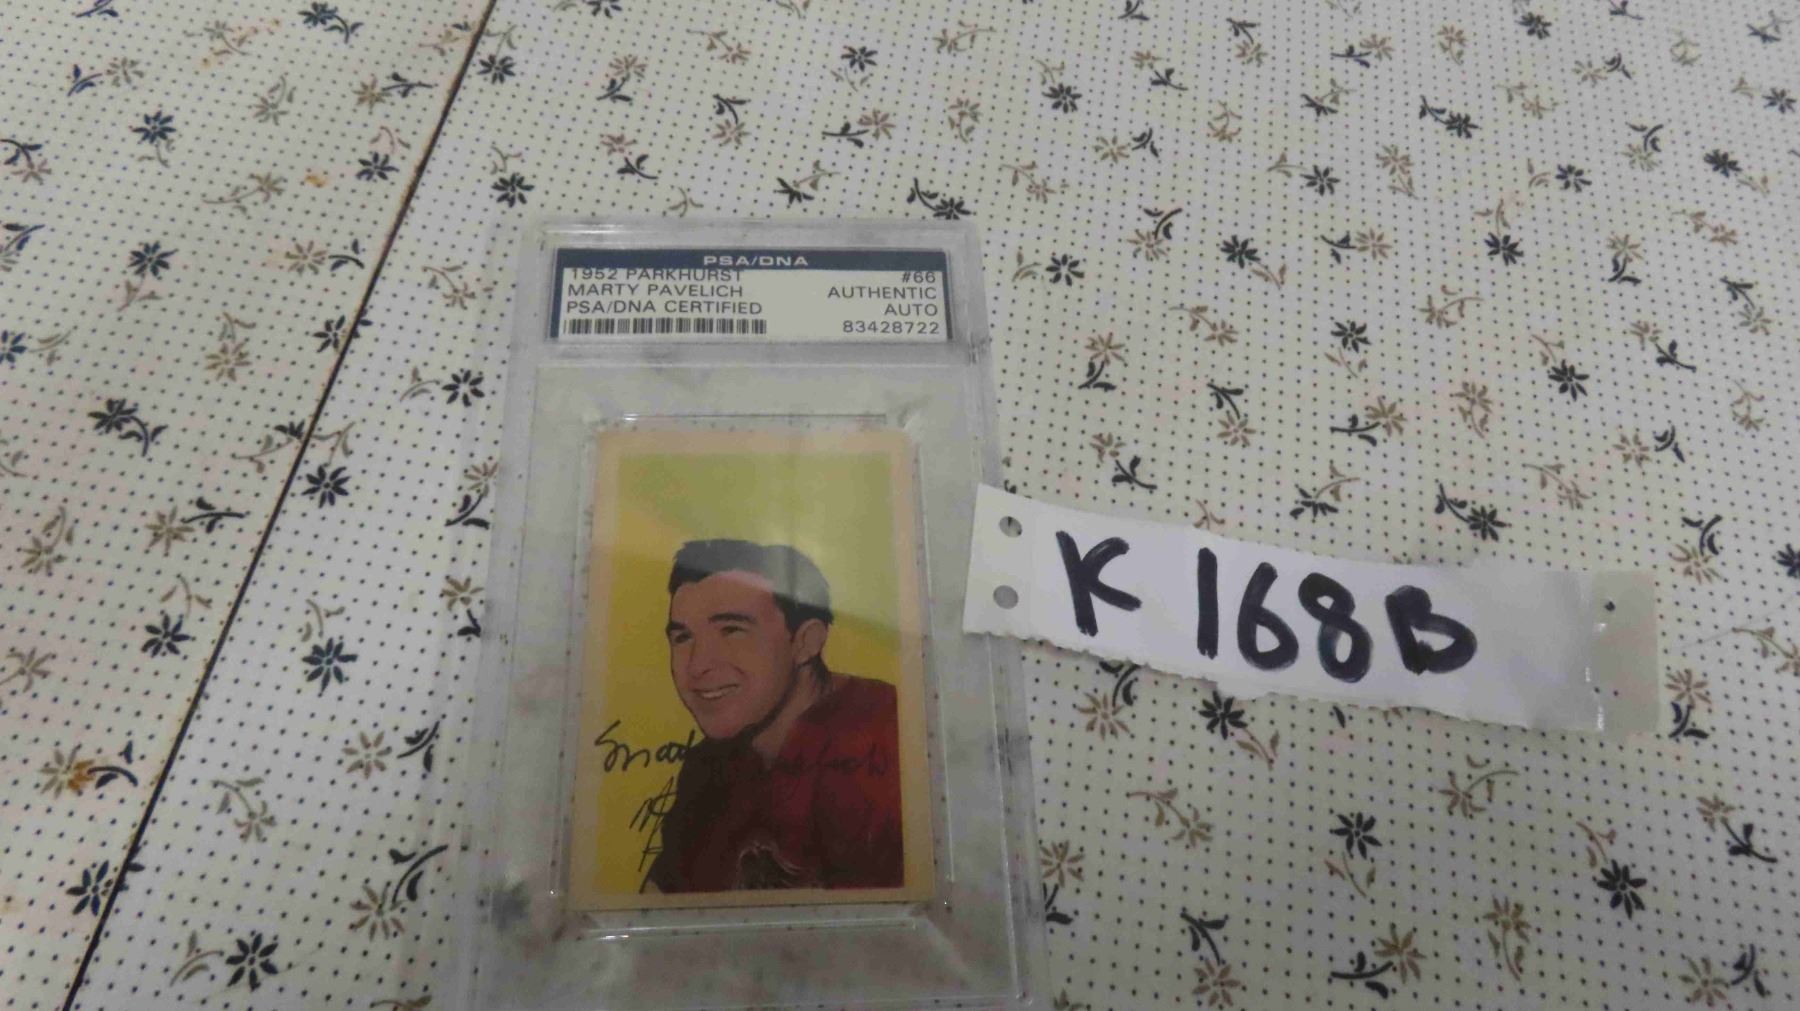 PSA/DNA
1952 PARKHURST #66
MARTY PAVELICH AUTHENTIC
PSA/DNA CERTIFIED AUTO
83428722
K 168B